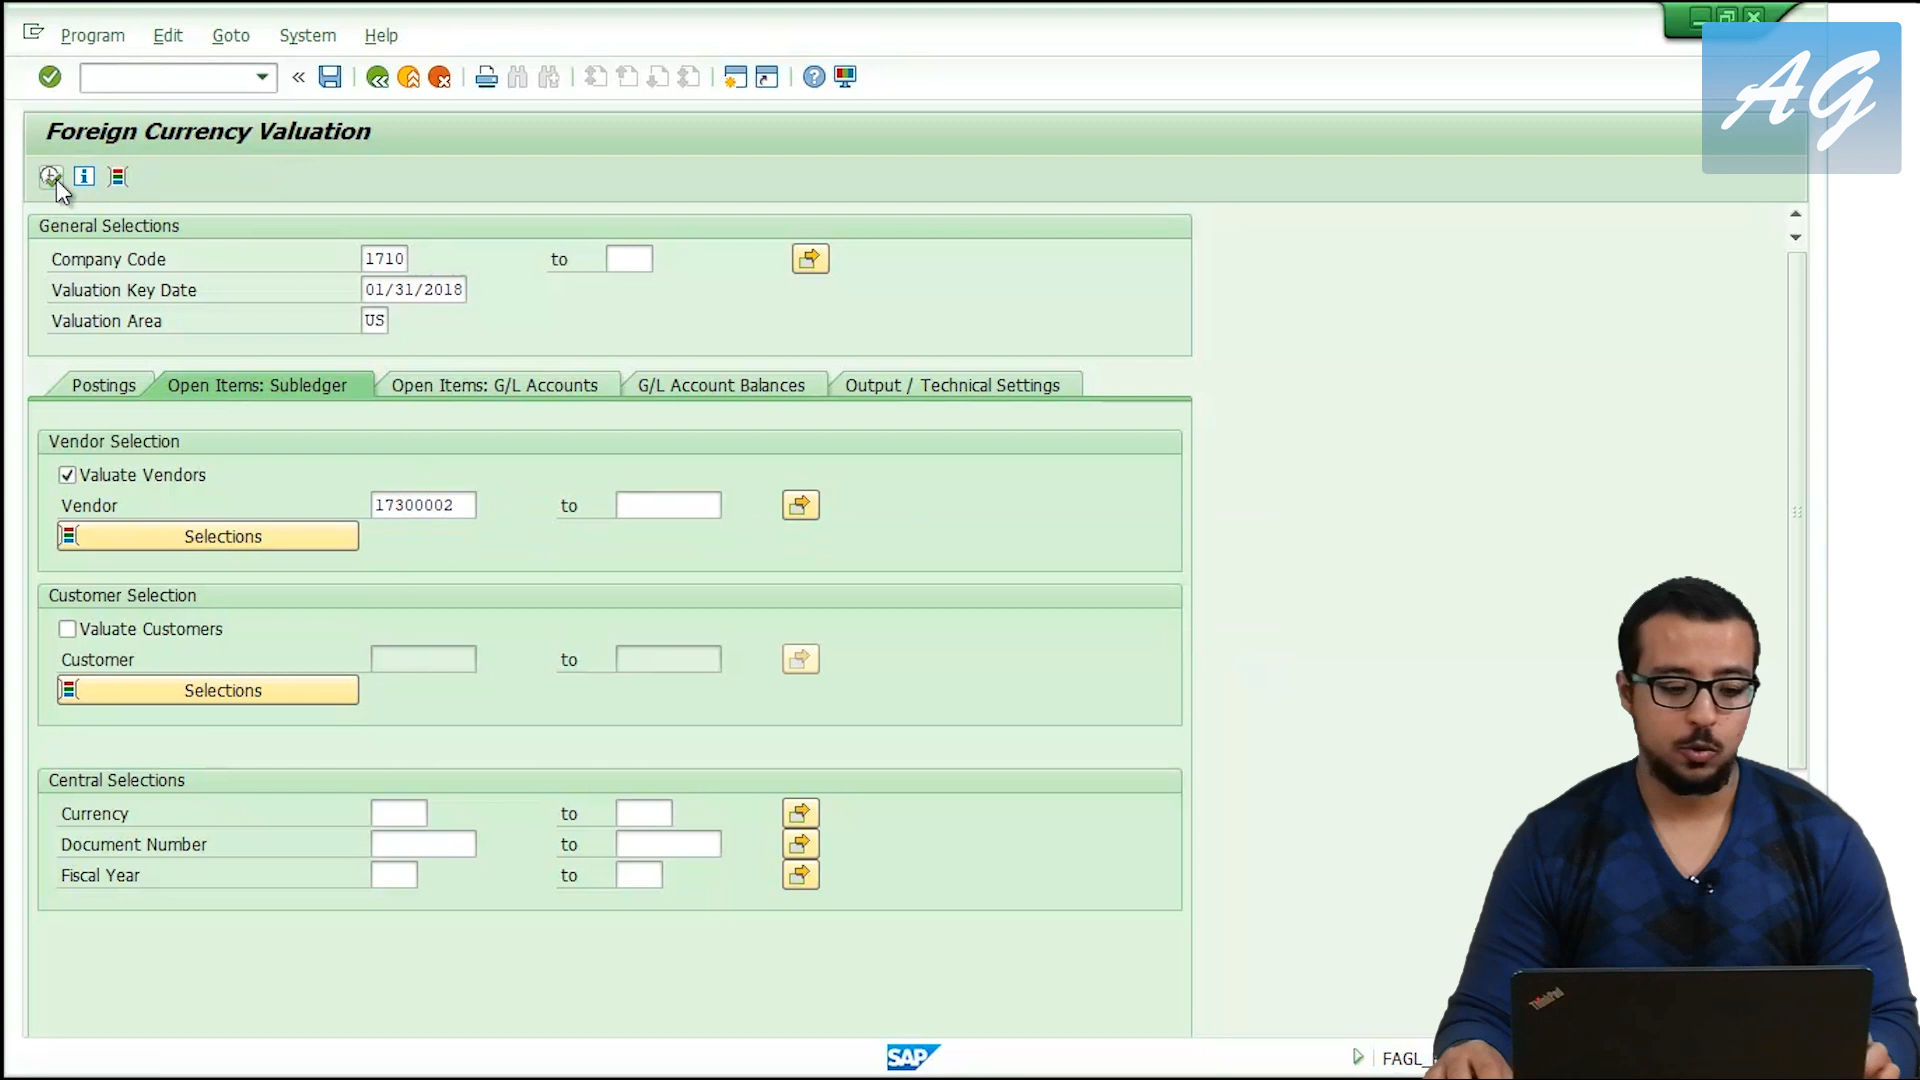 Program Edit Goto System Help
AG
Foreign Currency Valuation
General Selections
Company Code 1710 to
Valuation Key Date 01/31/2018
Valuation Area US
Postings Open Items: Subledger Open Items: G/L Accounts G/L Account Balances Output / Technical Settings
Vendor Selection
Valuate Vendors
Vendor 17300002 to
Selections
Customer Selection
Valuate Customers
Customer to
Selections
Central Selections
Currency to
Document Number to
Fiscal Year to
ThinkPad
SAP
FAGL_